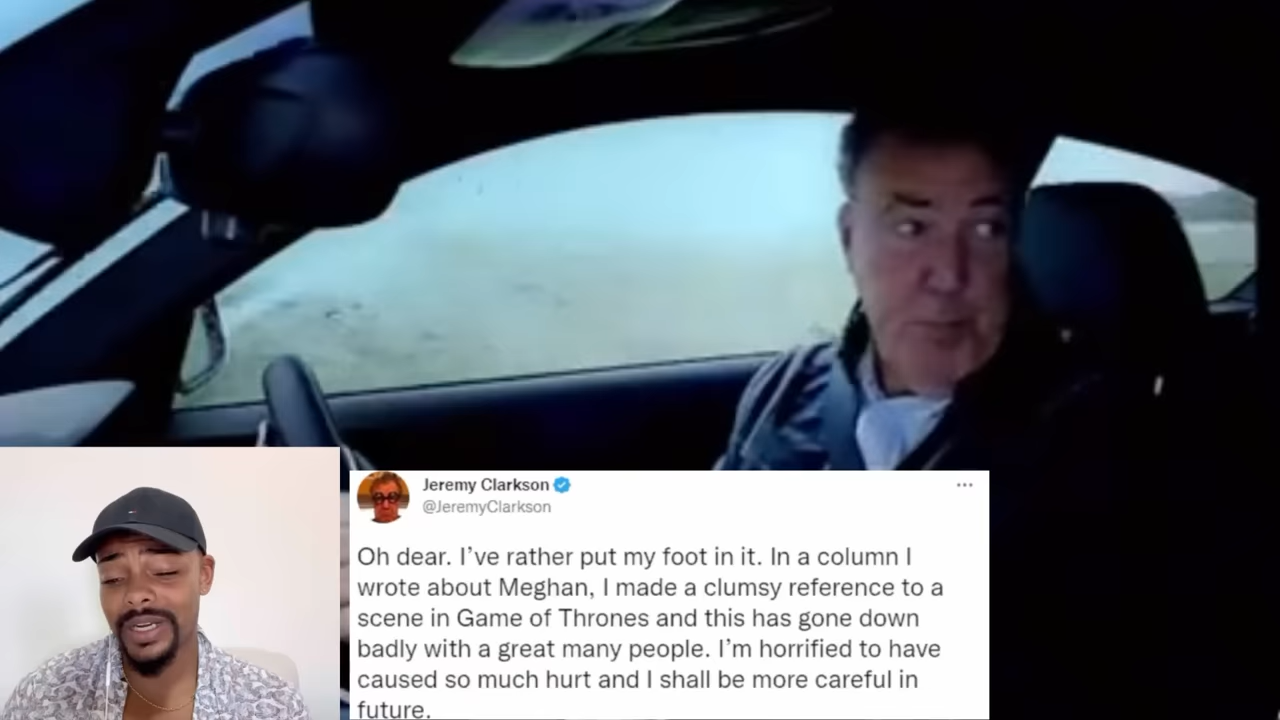 Jeremy Clarkson
@JeremyClarkson
Oh dear. I’ve rather put my foot in it. In a column I
wrote about Meghan, I made a clumsy reference to a
scene in Game of Thrones and this has gone down
badly with a great many people. I’m horrified to have
caused so much hurt and I shall be more careful in
future.